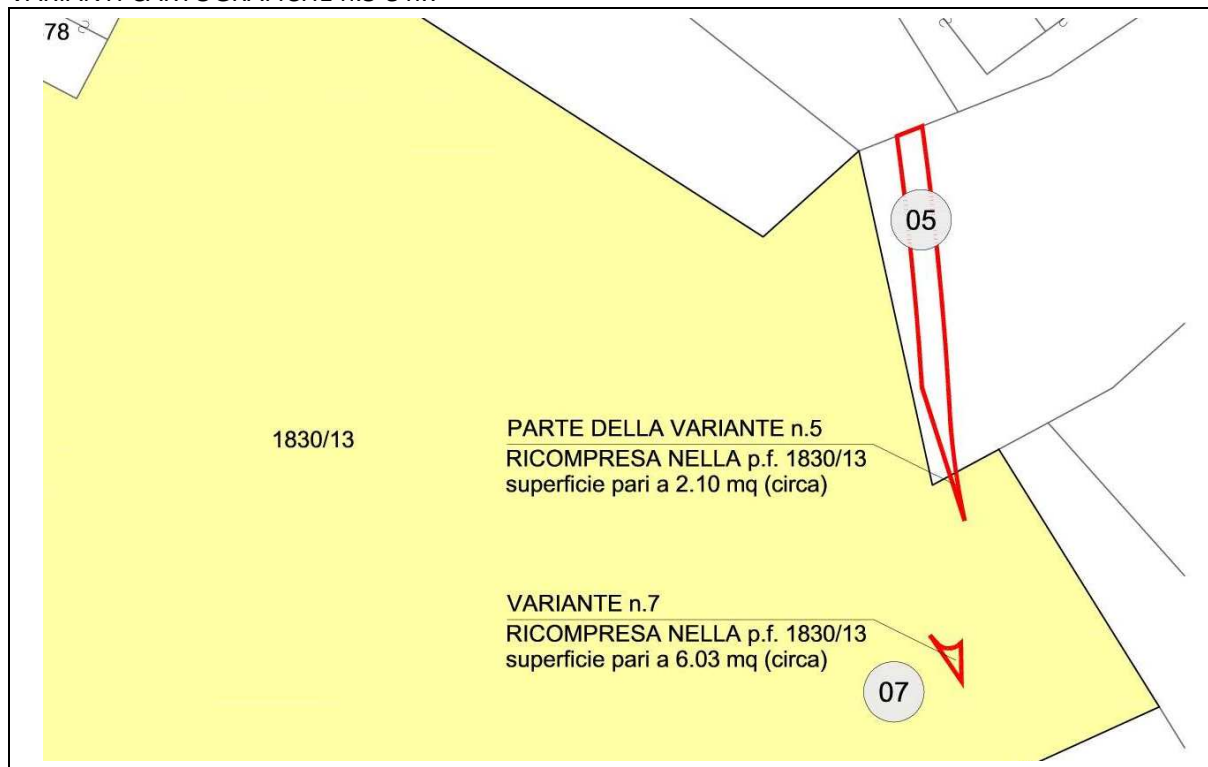 78
05
1830/13
PARTE DELLA VARIANTE n.5
RICOMPRESA NELLA p.f. 1830/13
superficie pari a 2.10 mq (circa)
VARIANTE n.7
RICOMPRESA NELLA p.f. 1830/13
superficie pari a 6.03 mq (circa)
07